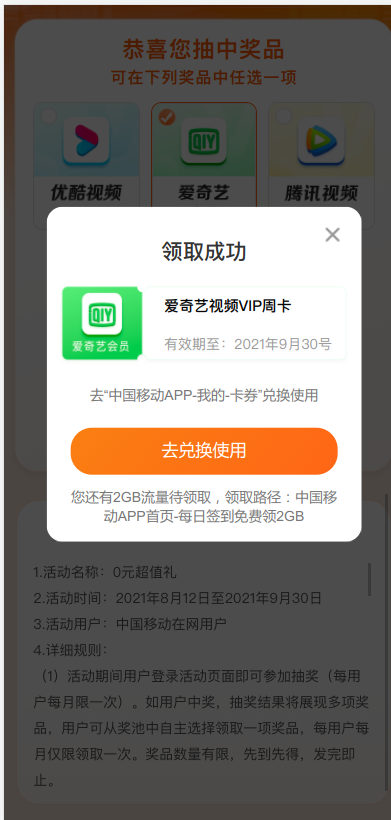 恭喜您抽中奖品
可在下列奖品中任选一项
优酷视频
爱奇艺
腾讯视频
领取成功
QIY
爱奇艺会员
爱奇艺视频VIP周卡
有效期至：2021年9月30号
去“中国移动APP-我的-卡券”兑换使用
去兑换使用
您还有2GB流量待领取，领取路径：中国移
动APP首页-每日签到免费领2GB
1.活动名称：0元超值礼
2.活动时间：2021年8月12日至2021年9月30日
3.活动用户：中国移动在网用户
4.详细规则：
（1）活动期间用户登录活动页面即可参加抽奖（每用
户每月限一次）。如用户中奖，抽奖结果将展现多项奖
品，用户可从奖池中自主选择领取一项奖品，每用户每
月仅限领取一次。奖品数量有限，先到先得，发完即
止。